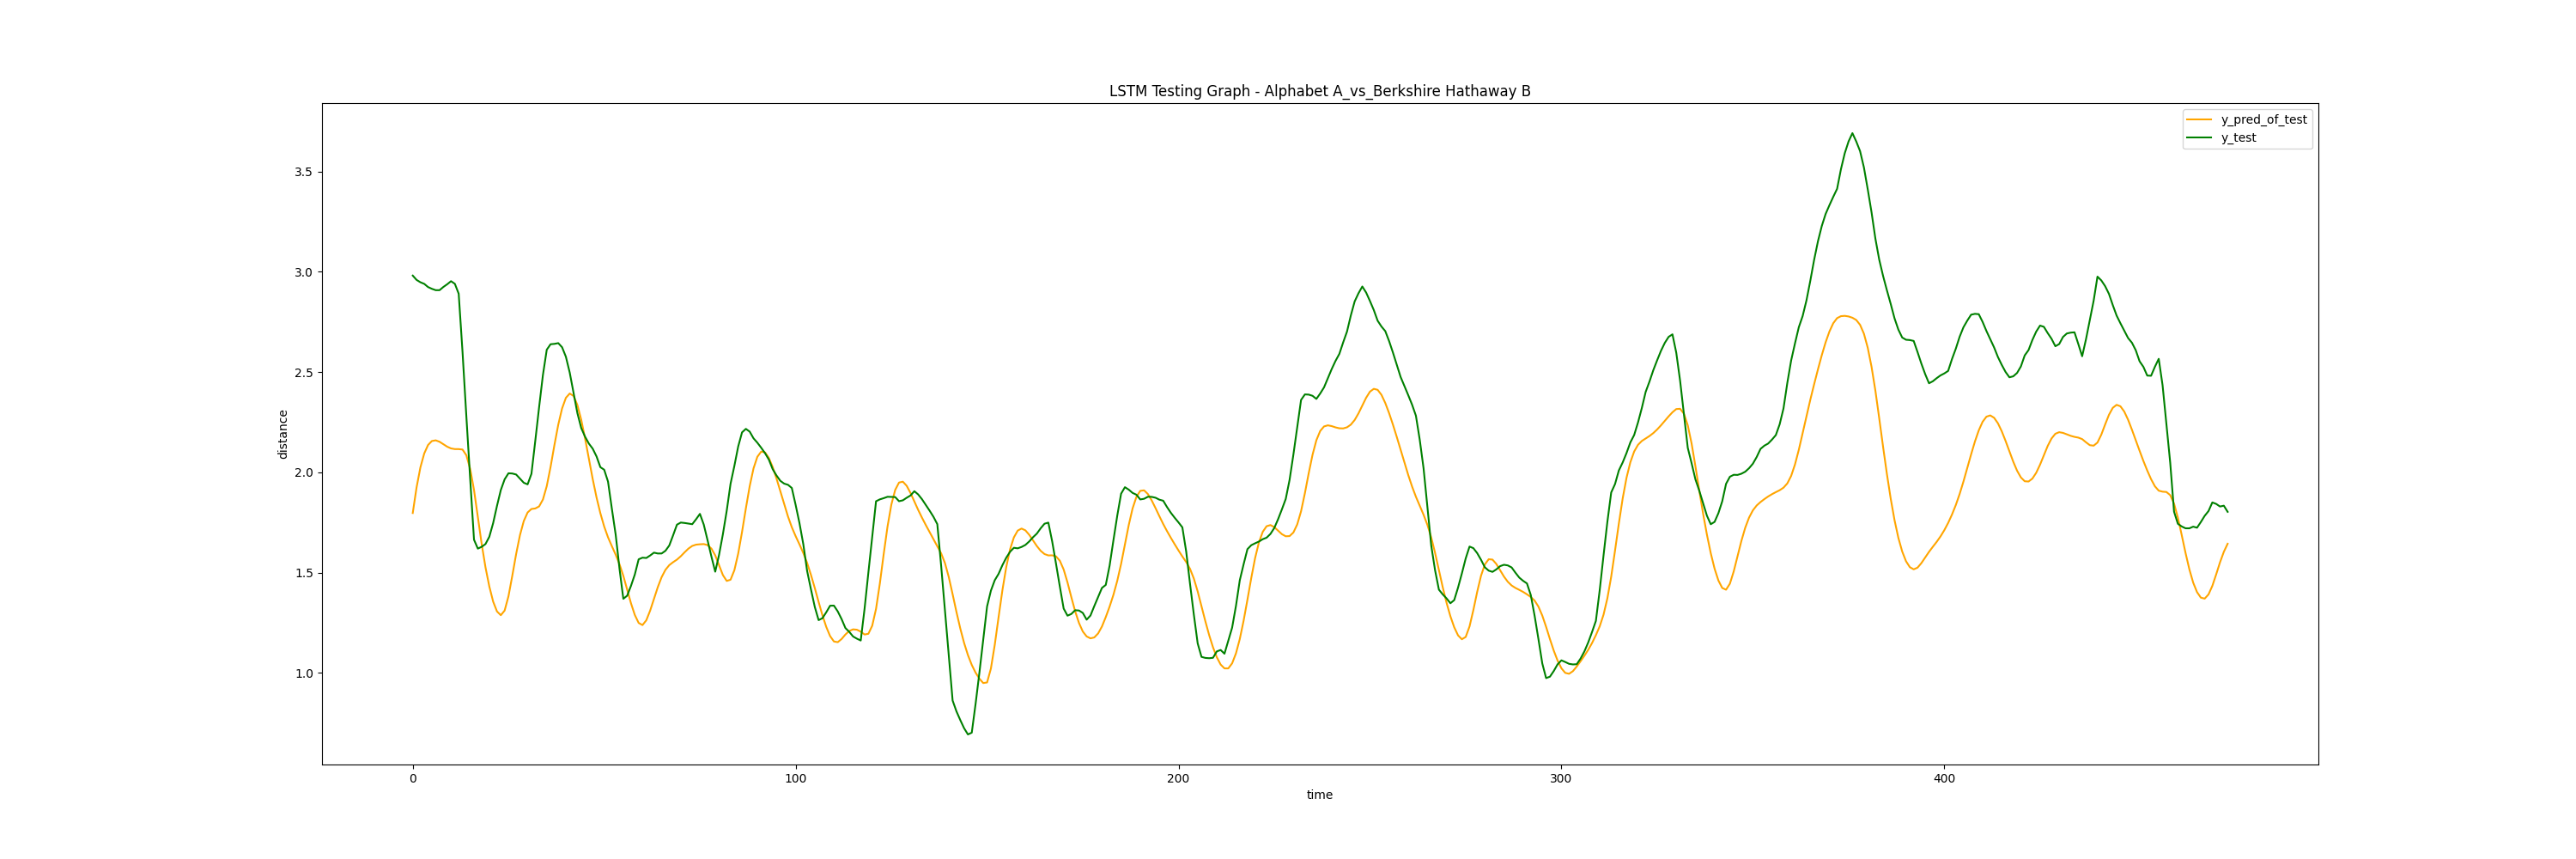 LSTM Testing Graph - Alphabet A_vs_Berkshire Hathaway B
y_pred_of_test
y_test
3.5
3.0
2.5
2.0
1.5
1.0
distance
0 100 200 300 400
time